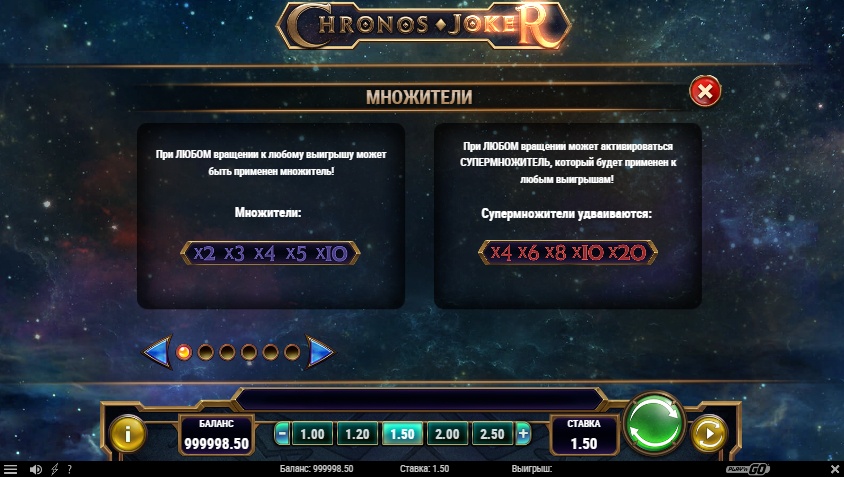 CHRONOS JOKER
МНОЖИТЕЛИ
При ЛЮБОМ вращении к любому выигрышу может
быть применен множитель!
Множители:
x2 x3 x4 x5 x10
При ЛЮБОМ вращении может активироваться
СУПЕРМНОЖИТЕЛЬ, который будет применен к
любым выигрышам!
Супермножители удваиваются:
x4 x6 x8 x10 x20
БАЛАНС
999998.50
1.00 1.20 1.50 2.00 2.50
СТАВКА
1.50
Баланс: 999998.50 Ставка: 1.50 Выигрыш:
PLAY'n GO